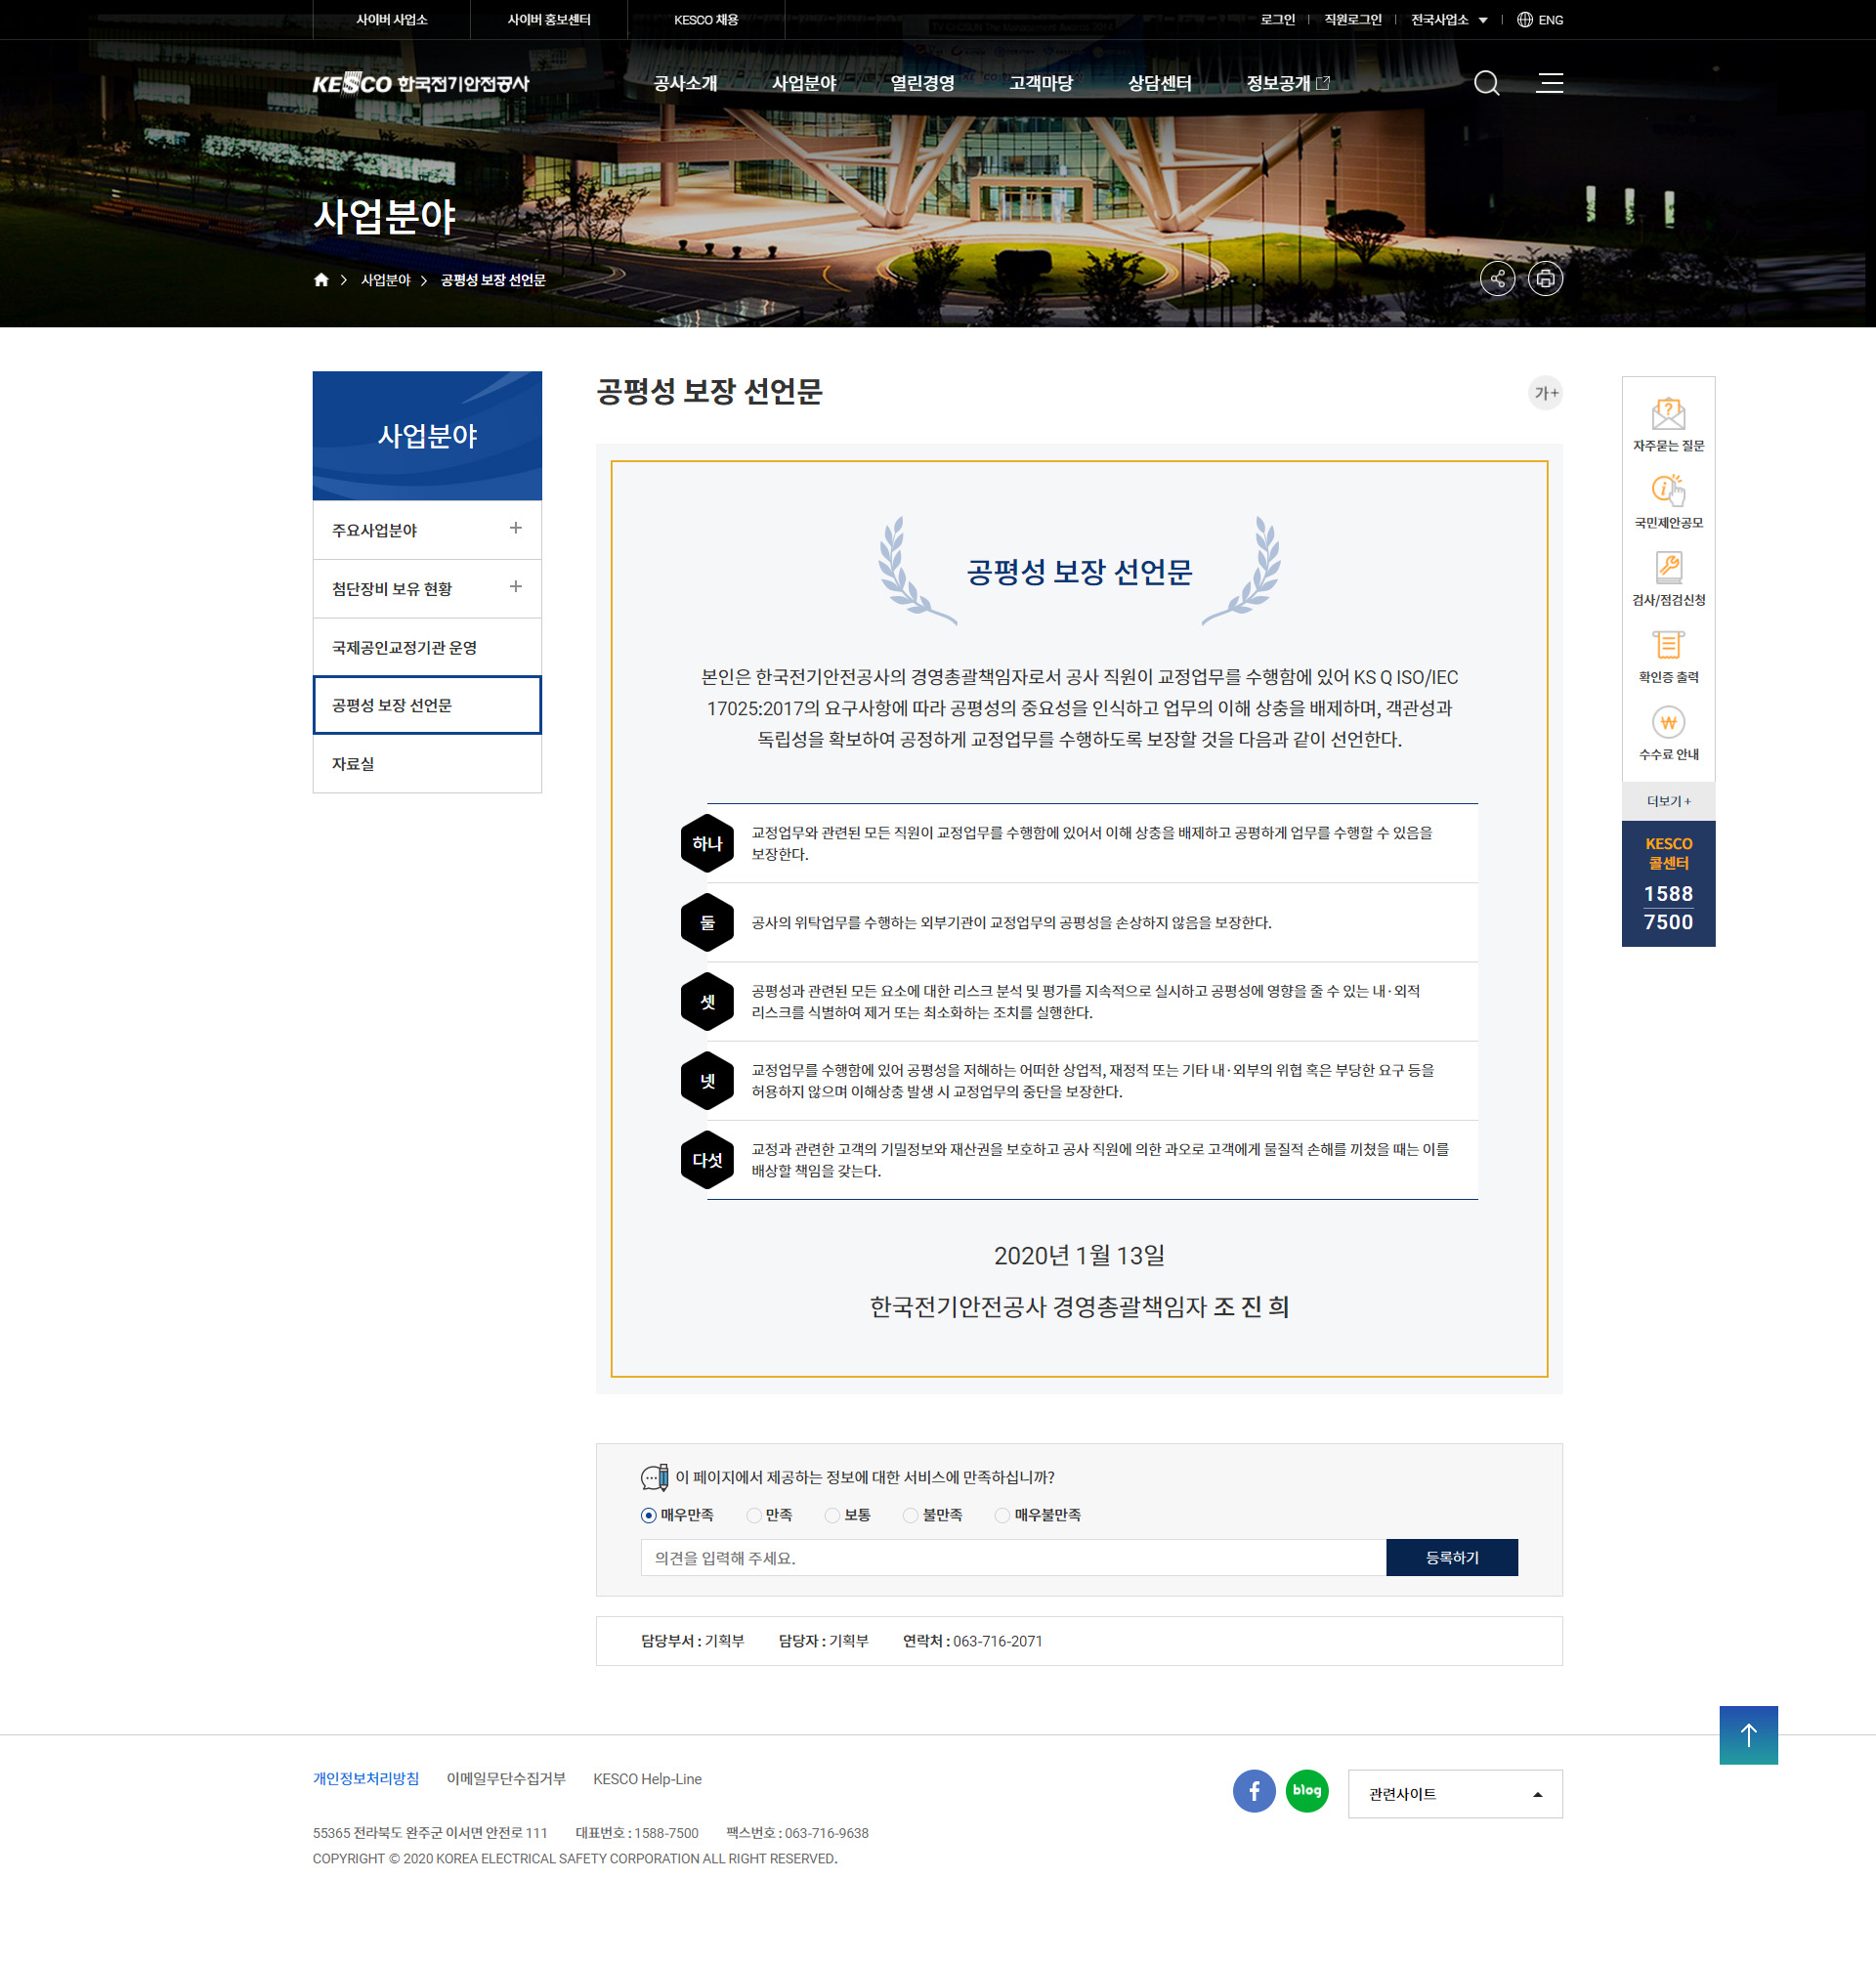 사이버 사업소
사이버 홍보센터
KESCO 채용
로그인
직원로그인
전국사업소
ENG
KESCO 한국전기안전공사
공사소개
사업분야
열린경영
고객마당
상담센터
정보공개
사업분야
사업분야
공평성 보장 선언문
사업분야
주요사업분야
첨단장비 보유 현황
국제공인교정기관 운영
공평성 보장 선언문
자료실
공평성 보장 선언문
가+
공평성 보장 선언문
본인은 한국전기안전공사의 경영총괄책임자로서 공사 직원이 교정업무를 수행함에 있어 KS Q ISO/IEC
17025:2017의 요구사항에 따라 공평성의 중요성을 인식하고 업무의 이해 상충을 배제하며, 객관성과
독립성을 확보하여 공정하게 교정업무를 수행하도록 보장할 것을 다음과 같이 선언한다.
하나
교정업무와 관련된 모든 직원이 교정업무를 수행함에 있어서 이해 상충을 배제하고 공평하게 업무를 수행할 수 있음을
보장한다.
둘
공사의 위탁업무를 수행하는 외부기관이 교정업무의 공평성을 손상하지 않음을 보장한다.
셋
공평성과 관련된 모든 요소에 대한 리스크 분석 및 평가를 지속적으로 실시하고 공평성에 영향을 줄 수 있는 내·외적
리스크를 식별하여 제거 또는 최소화하는 조치를 실행한다.
넷
교정업무를 수행함에 있어 공평성을 저해하는 어떠한 상업적, 재정적 또는 기타 내·외부의 위협 혹은 부당한 요구 등을
허용하지 않으며 이해상충 발생 시 교정업무의 중단을 보장한다.
다섯
교정과 관련한 고객의 기밀정보와 재산권을 보호하고 공사 직원에 의한 과오로 고객에게 물질적 손해를 끼쳤을 때는 이를
배상할 책임을 갖는다.
2020년 1월 13일
한국전기안전공사 경영총괄책임자 조 진 희
자주묻는 질문
국민제안공모
검사/점검신청
확인증 출력
수수료 안내
더보기 +
KESCO
콜센터
1588
7500
이 페이지에서 제공하는 정보에 대한 서비스에 만족하십니까?
매우만족
만족
보통
불만족
매우불만족
의견을 입력해 주세요.
등록하기
담당부서 : 기획부
담당자 : 기획부
연락처 : 063-716-2071
개인정보처리방침
이메일무단수집거부
KESCO Help-Line
blog
관련사이트
55365 전라북도 완주군 이서면 안전로 111
대표번호 : 1588-7500
팩스번호 : 063-716-9638
COPYRIGHT © 2020 KOREA ELECTRICAL SAFETY CORPORATION ALL RIGHT RESERVED.